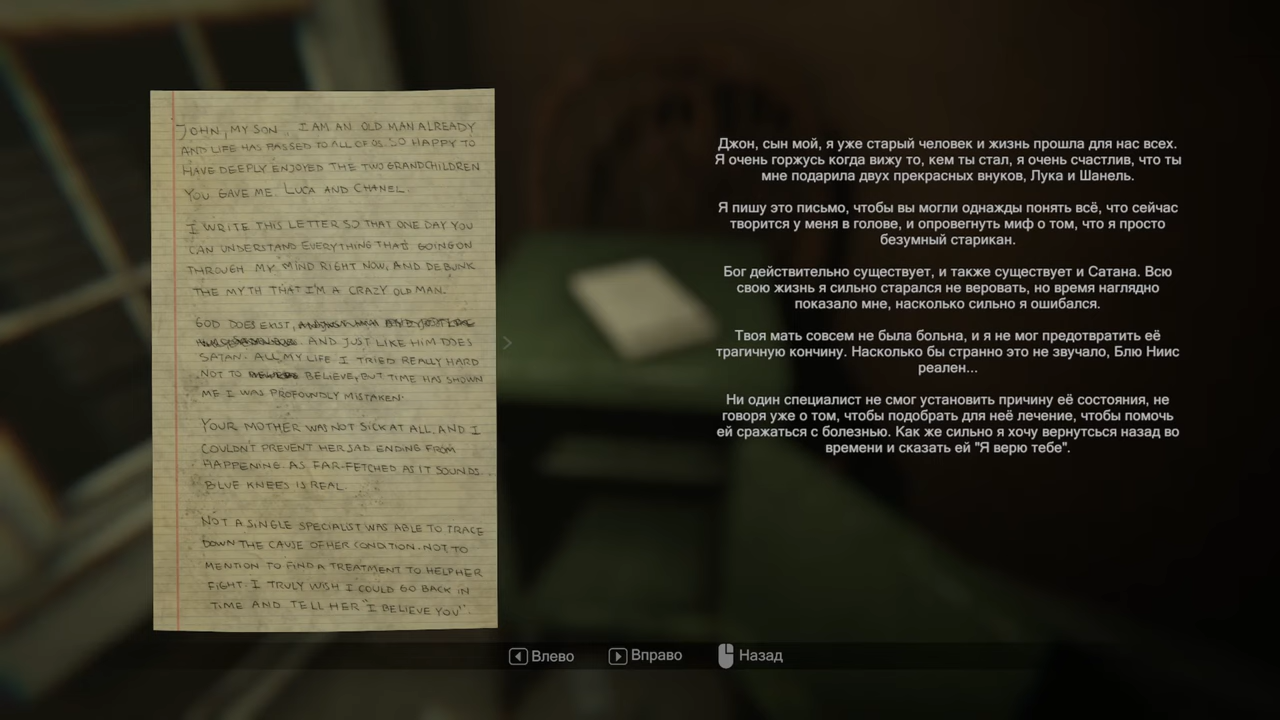 JOHN, MY SON. I AM AN OLD MAN ALREADY
AND LIFE HAS PASSED TO ALL OF US. SO HAPPY TO
HAVE DEEPLY ENJOYED THE TWO GRANDCHILDREN
YOU GAVE ME. LUCA AND CHANEL.
I WRITE THIS LETTER SO THAT ONE DAY YOU
CAN UNDERSTAND EVERYTHING THAT'S GOING ON
THROUGH MY MIND RIGHT NOW, AND DEBUNK
THE MYTH THAT I'M A CRAZY OLD MAN.
GOD DOES EXIST,
AND JUST LIKE HIM DOES
SATAN. ALL MY LIFE I TRIED REALLY HARD
NOT TO BELIEVE, BUT TIME HAS SHOWN
ME I WAS PROFOUNDLY MISTAKEN.
YOUR MOTHER WAS NOT SICK AT ALL, AND I
COULDN'T PREVENT HER SAD ENDING FROM
HAPPENING. AS FAR-FETCHED AS IT SOUNDS
BLUE KNEES IS REAL.
NOT A SINGLE SPECIALIST WAS ABLE TO TRACE
DOWN THE CAUSE OF HER CONDITION. NOT TO
MENTION TO FIND A TREATMENT TO HELP HER
FIGHT. I TRULY WISH I COULD GO BACK IN
TIME AND TELL HER "I BELIEVE YOU".
Джон, сын мой, я уже старый человек и жизнь прошла для нас всех.
Я очень горжусь когда вижу то, кем ты стал, я очень счастлив, что ты
мне подарила двух прекрасных внуков, Лука и Шанель.
Я пишу это письмо, чтобы вы могли однажды понять всё, что сейчас
творится у меня в голове, и опровегнуть миф о том, что я просто
безумный старикан.
Бог действительно существует, и также существует и Сатана. Всю
свою жизнь я сильно старался не веровать, но время наглядно
показало мне, насколько сильно я ошибался.
Твоя мать совсем не была больна, и я не мог предотвратить её
трагичную кончину. Насколько бы странно это не звучало, Блю Ниис
реален...
Ни один специалист не смог установить причину её состояния, не
говоря уже о том, чтобы подобрать для неё лечение, чтобы помочь
ей сражаться с болезнью. Как же сильно я хочу вернутсься назад во
времени и сказать ей "Я верю тебе".
Влево Вправо Назад